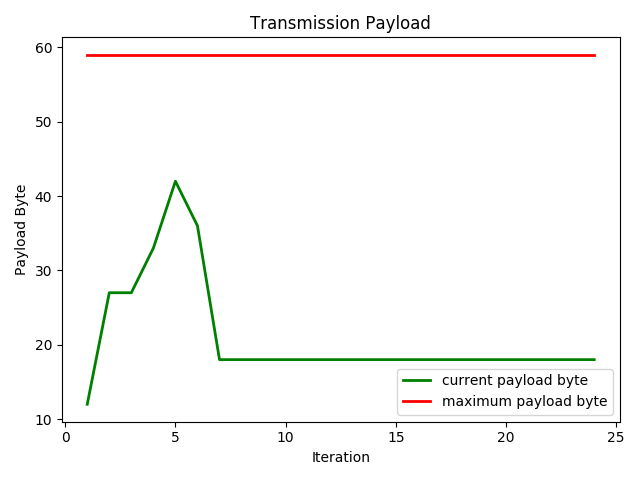 Transmission Payload
60
50
40
30
20
10
Payload Byte
0
5
10
15
20
25
Iteration
current payload byte
maximum payload byte